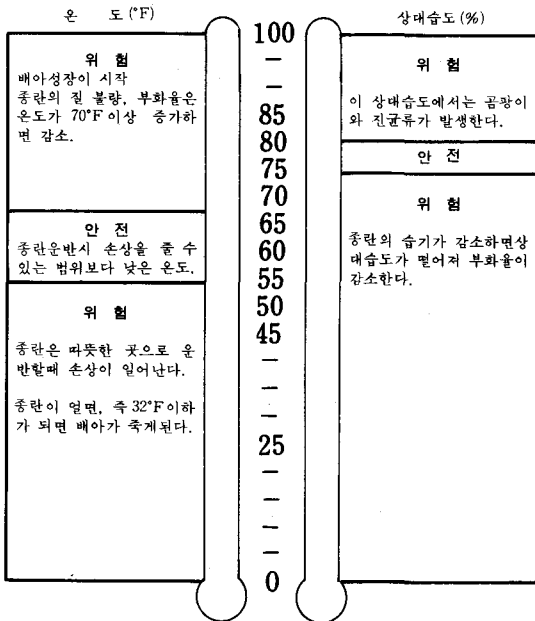 온 도 (°F)
위 험
배아성장이 시작
종란의 질 불량, 부화율은
온도가 70°F 이상 증가하
면 감소.
안 전
종란운반시 손상을 줄 수
있는 범위보다 낮은 온도.
위 험
종란은 따뜻한 곳으로 운
반할때 손상이 일어난다.
종란이 얼면, 즉 32°F 이하
가 되면 배아가 죽게된다.
100
85
80
75
70
65
60
55
50
45
25
0
상대습도 (%)
위 험
이 상대습도에서는 곰팡이
와 진균류가 발생한다.
안 전
위 험
종란의 습기가 감소하면상
대습도가 떨어져 부화율이
감소한다.